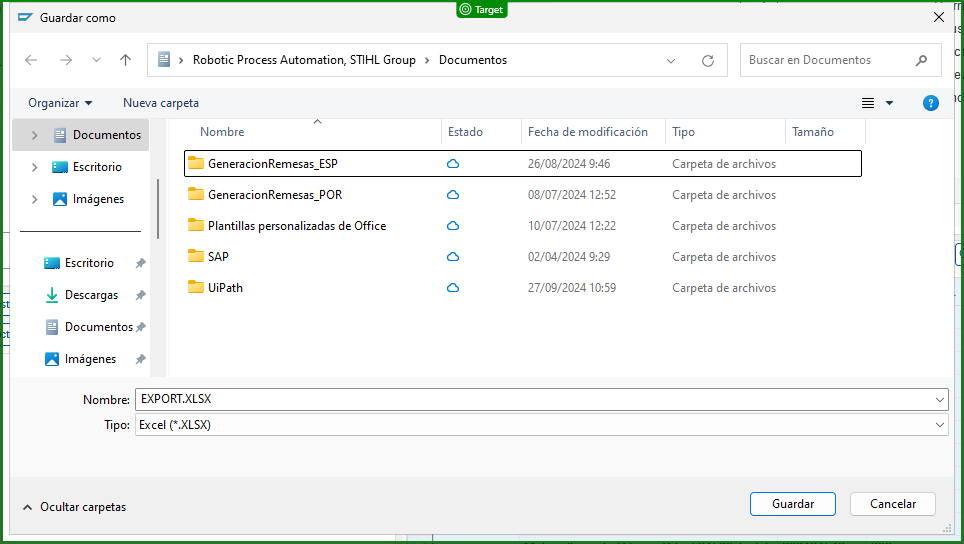 Target
Guardar como
Robotic Process Automation, STIHL Group > Documentos
Buscar en Documentos
Organizar
Nueva carpeta
?
Documentos
Escritorio
Imágenes
Escritorio
Descargas
Documentos
Imágenes
Nombre Estado Fecha de modificación Tipo Tamaño
GeneracionRemesas_ESP 26/08/2024 9:46 Carpeta de archivos
GeneracionRemesas_POR 08/07/2024 12:52 Carpeta de archivos
Plantillas personalizadas de Office 10/07/2024 12:22 Carpeta de archivos
SAP 02/04/2024 9:29 Carpeta de archivos
UiPath 27/09/2024 10:59 Carpeta de archivos
Nombre: EXPORT.XLSX
Tipo: Excel (*.XLSX)
Ocultar carpetas
Guardar
Cancelar